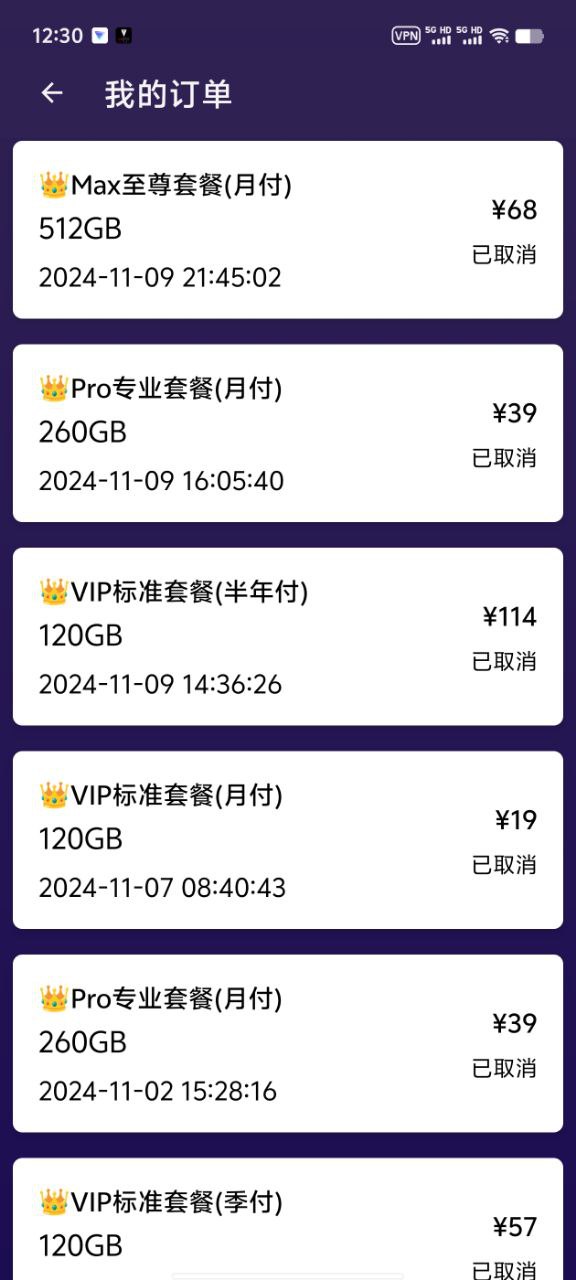 12:30
VPN 5G HD 5G HD
我的订单
Max至尊套餐(月付)
¥68
512GB
已取消
2024-11-09 21:45:02
Pro专业套餐(月付)
¥39
260GB
已取消
2024-11-09 16:05:40
VIP标准套餐(半年付)
¥114
120GB
已取消
2024-11-09 14:36:26
VIP标准套餐(月付)
¥19
120GB
已取消
2024-11-07 08:40:43
Pro专业套餐(月付)
¥39
260GB
已取消
2024-11-02 15:28:16
VIP标准套餐(季付)
¥57
120GB
已取消